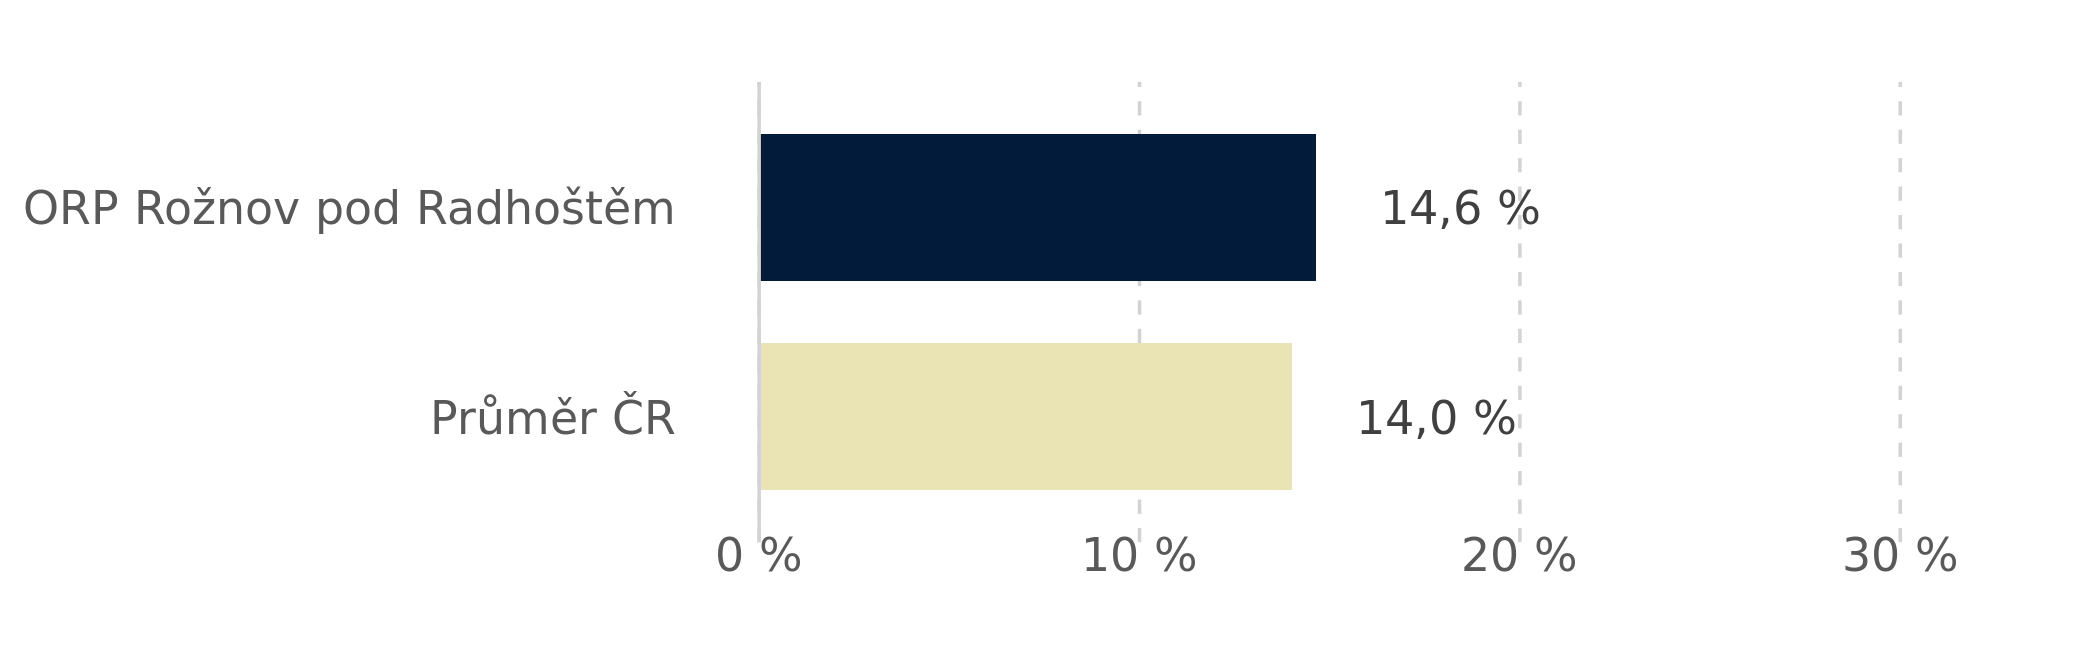 ORP Rožnov pod Radhoštěm 14,6 %
Průměr ČR 14,0 %
0 % 10 % 20 % 30 %